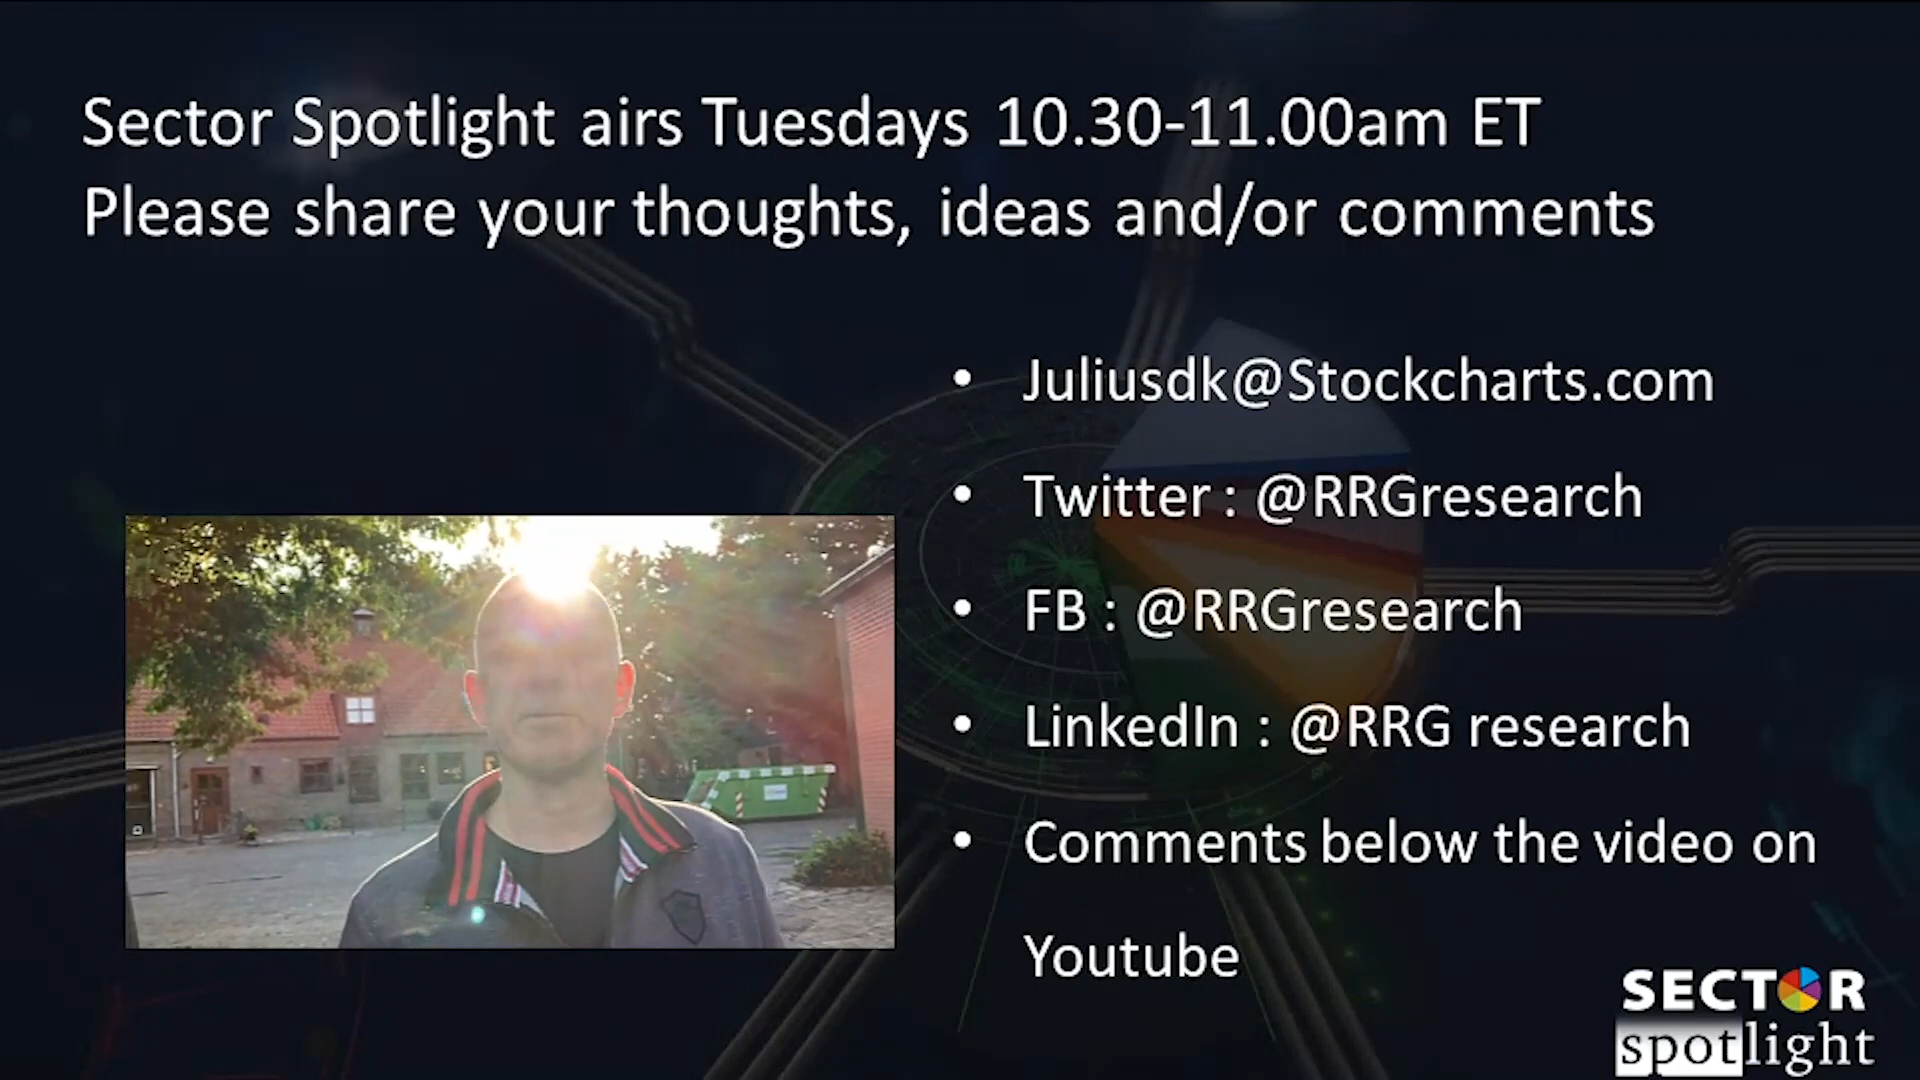 Sector Spotlight airs Tuesdays 10.30-11.00am ET
Please share your thoughts, ideas and/or comments
• Juliusdk@Stockcharts.com
• Twitter : @RRGresearch
• FB : @RRGresearch
• LinkedIn : @RRG research
• Comments below the video on
Youtube
SECTOR
spotlight